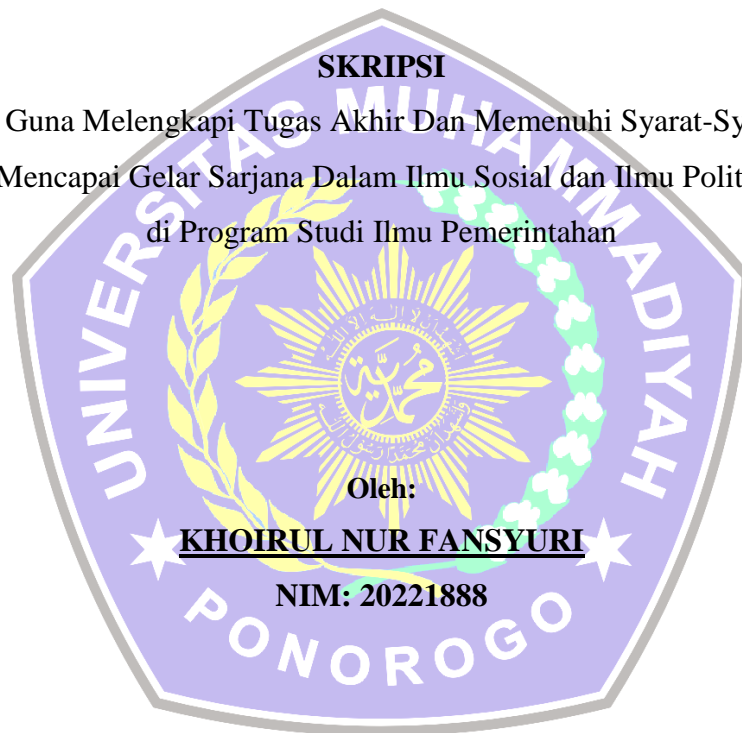 SKRIPSI
Guna Melengkapi Tugas Akhir Dan Memenuhi Syarat-Sy
Mencapai Gelar Sarjana Dalam Ilmu Sosial dan Ilmu Polit
di Program Studi Ilmu Pemerintahan
UNIVERSITAS MUHAMMADIYAH
محمدية
Oleh:
KHOIRUL NUR FANSYURI
NIM: 20221888
PONOROGO